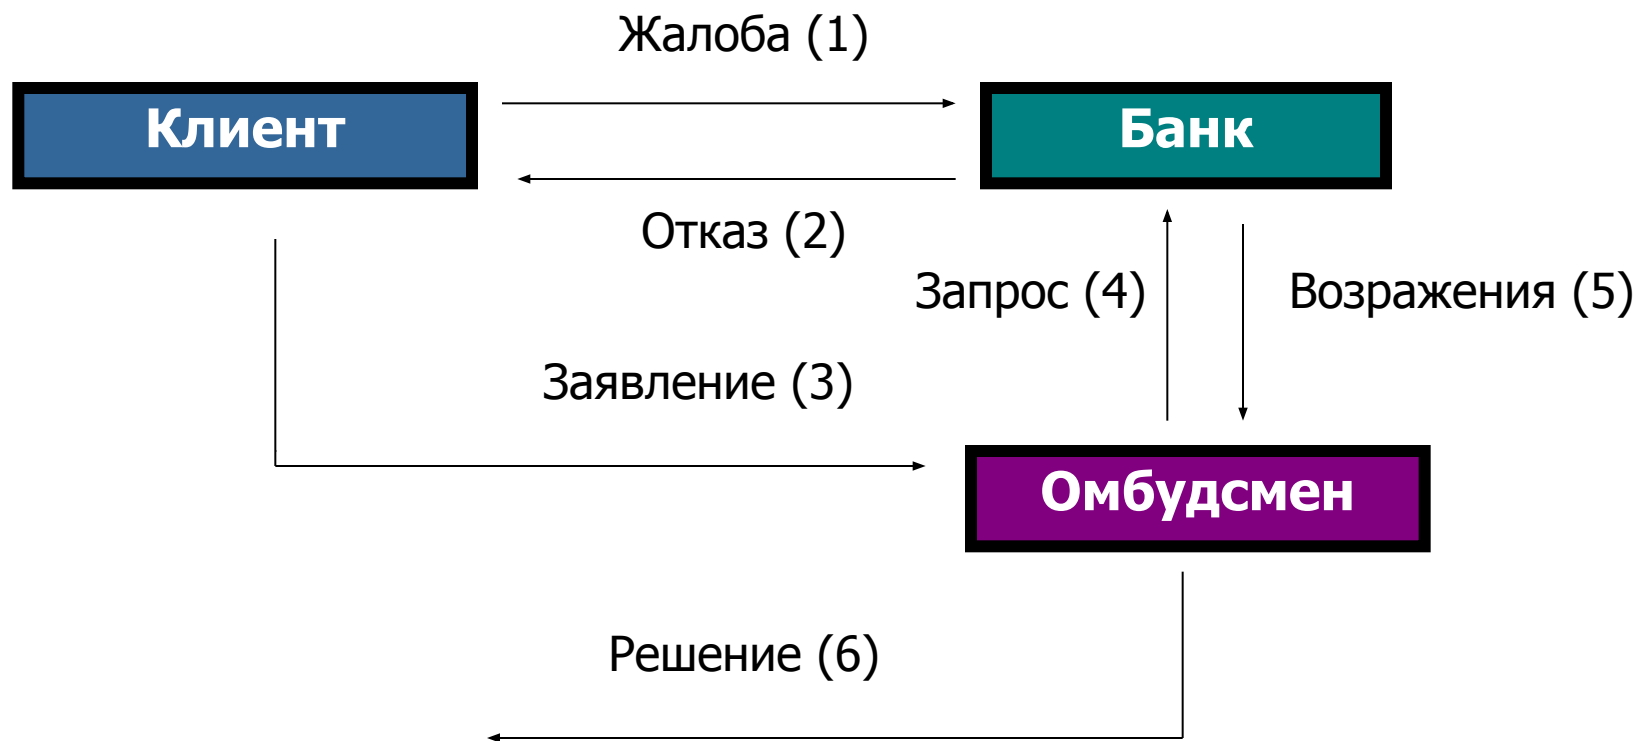 Жалоба (1)
Клиент
Банк
Отказ (2)
Запрос (4)
Возражения (5)
Заявление (3)
Омбудсмен
Решение (6)